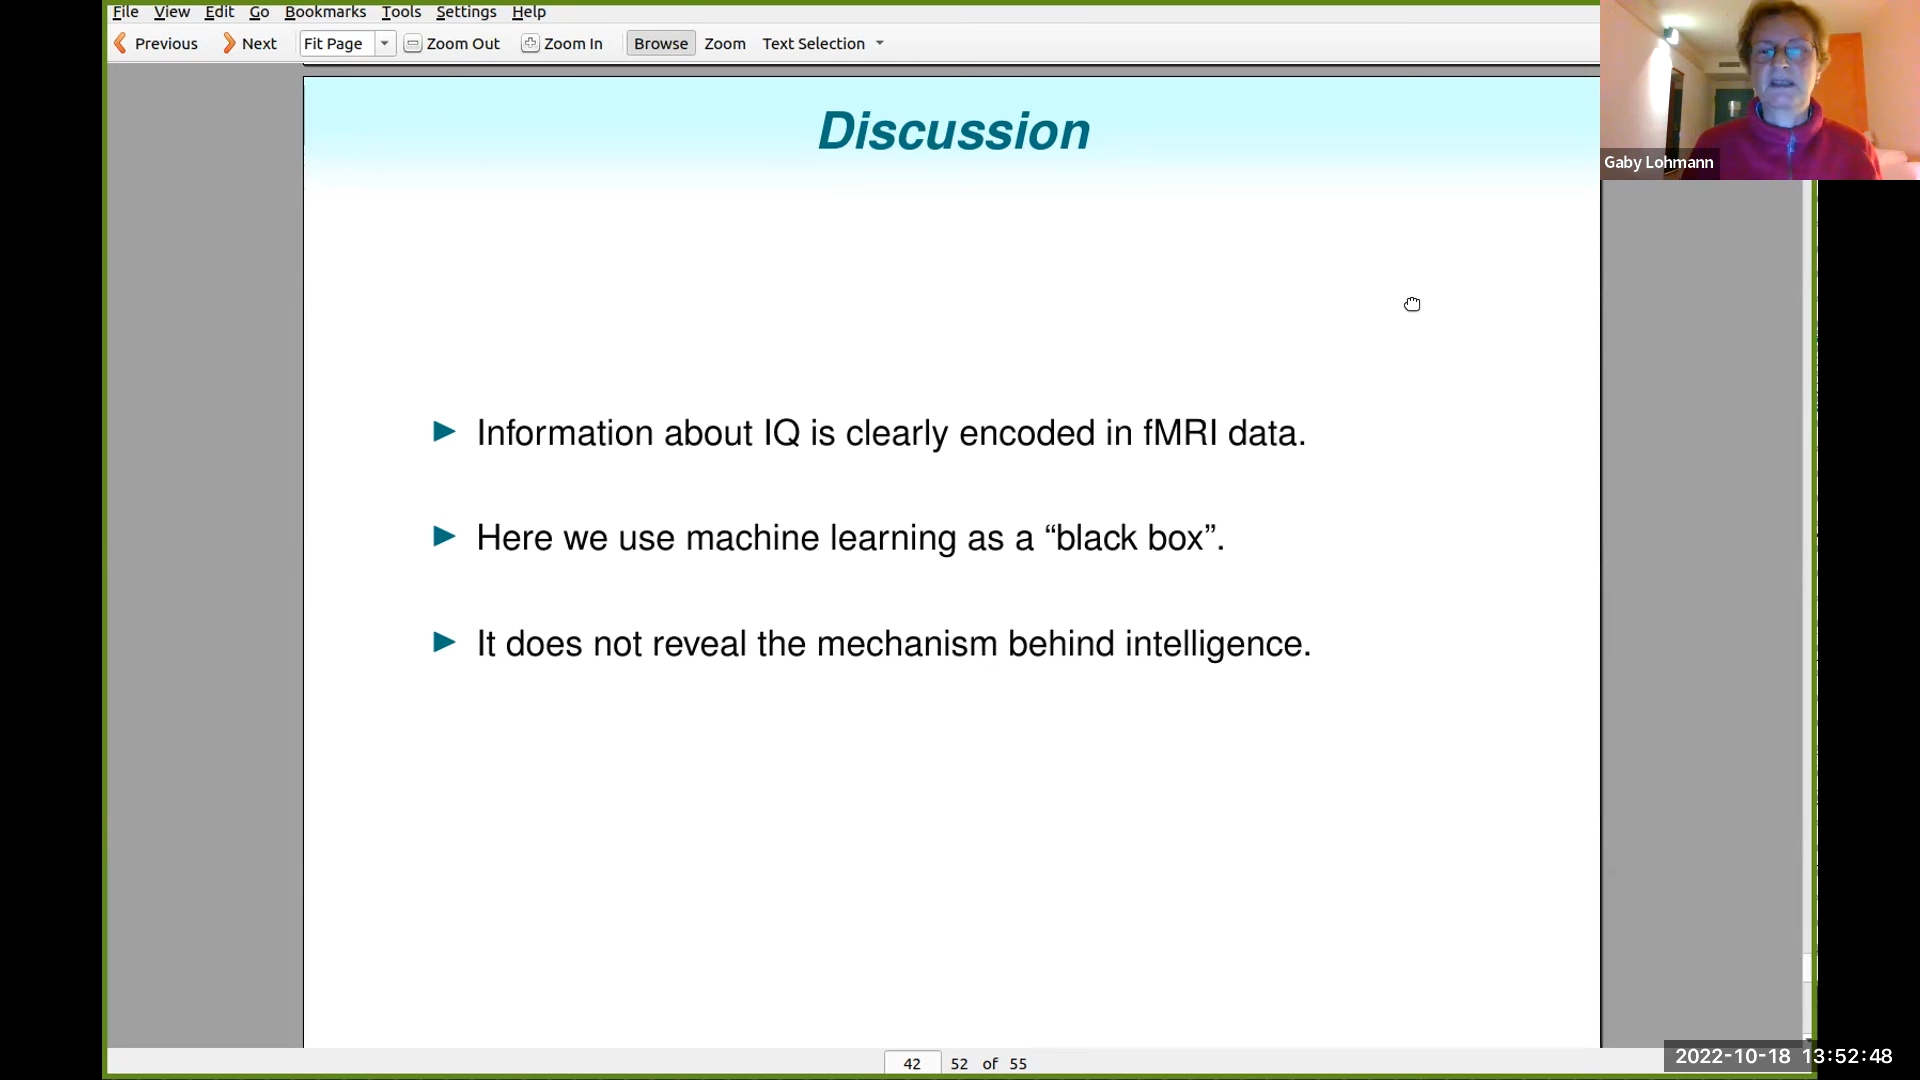 File View Edit Go Bookmarks Tools Settings Help
Previous Next Fit Page Zoom Out Zoom In Browse Zoom Text Selection
Gaby Lohmann
Discussion
Information about IQ is clearly encoded in fMRI data.
Here we use machine learning as a “black box”.
It does not reveal the mechanism behind intelligence.
42 52 of 55
2022-10-18 13:52:48